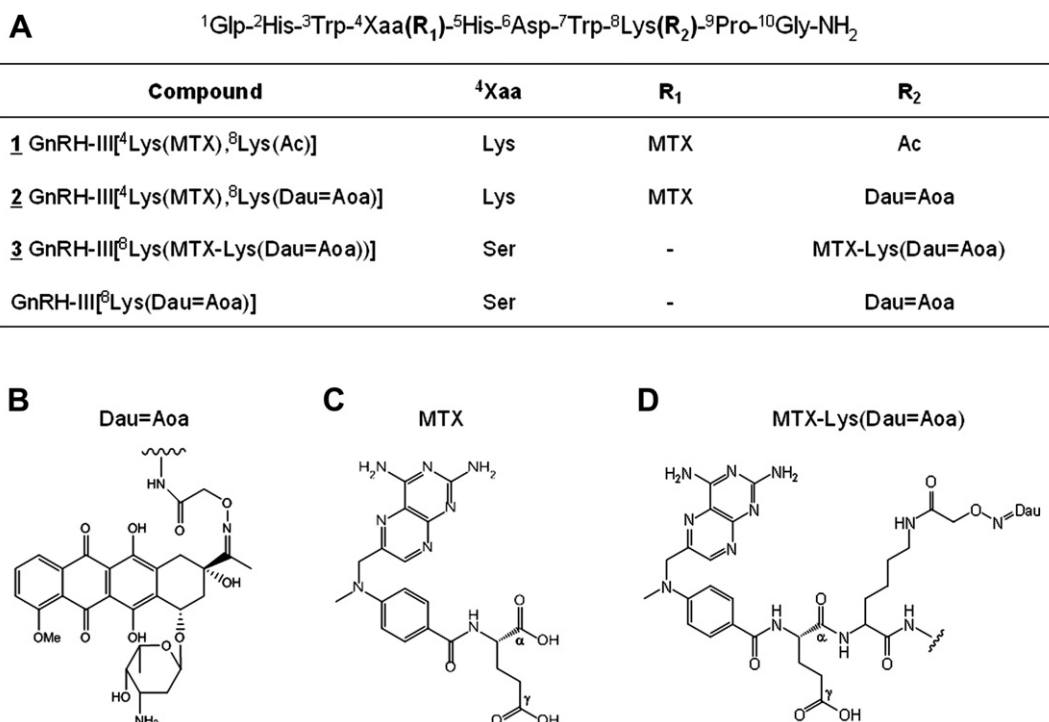 A
¹Glp-²His-³Trp-⁴Xaa(R₁)-⁵His-⁶Asp-⁷Trp-⁸Lys(R₂)-⁹Pro-¹⁰Gly-NH₂
Compound ⁴Xaa R₁ R₂
1 GnRH-III[⁴Lys(MTX),⁸Lys(Ac)] Lys MTX Ac
2 GnRH-III[⁴Lys(MTX),⁸Lys(Dau=Aoa)] Lys MTX Dau=Aoa
3 GnRH-III[⁸Lys(MTX-Lys(Dau=Aoa))] Ser - MTX-Lys(Dau=Aoa)
GnRH-III[⁸Lys(Dau=Aoa)] Ser - Dau=Aoa
B
Dau=Aoa
HN
O
O
N
O
OH
OH
OMe
O
OH
O
O
HO
NH₂
C
MTX
H₂N
N
NH₂
N
N
N
N
H
N
O
O
α
OH
γ
O
OH
D
MTX-Lys(Dau=Aoa)
H₂N
N
NH₂
N
N
N
N
O
HN
O
N
Dau
H
N
O
O
α
N
H
O
H
N
γ
O
OH